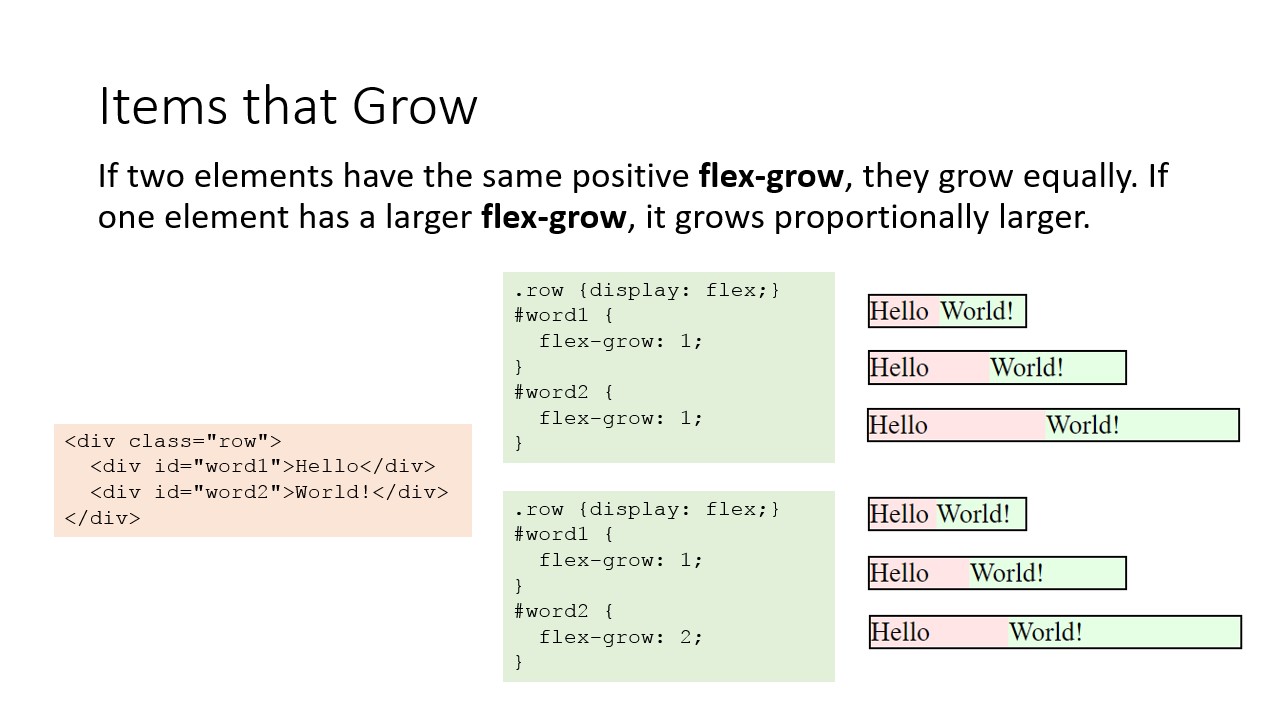 Items that Grow
If two elements have the same positive flex-grow, they grow equally. If
one element has a larger flex-grow, it grows proportionally larger.
<div class="row">
  <div id="word1">Hello</div>
  <div id="word2">World!</div>
</div>
.row {display: flex;}
#word1 {
  flex-grow: 1;
}
#word2 {
  flex-grow: 1;
}
Hello World!
Hello World!
Hello World!
.row {display: flex;}
#word1 {
  flex-grow: 1;
}
#word2 {
  flex-grow: 2;
}
Hello World!
Hello World!
Hello World!